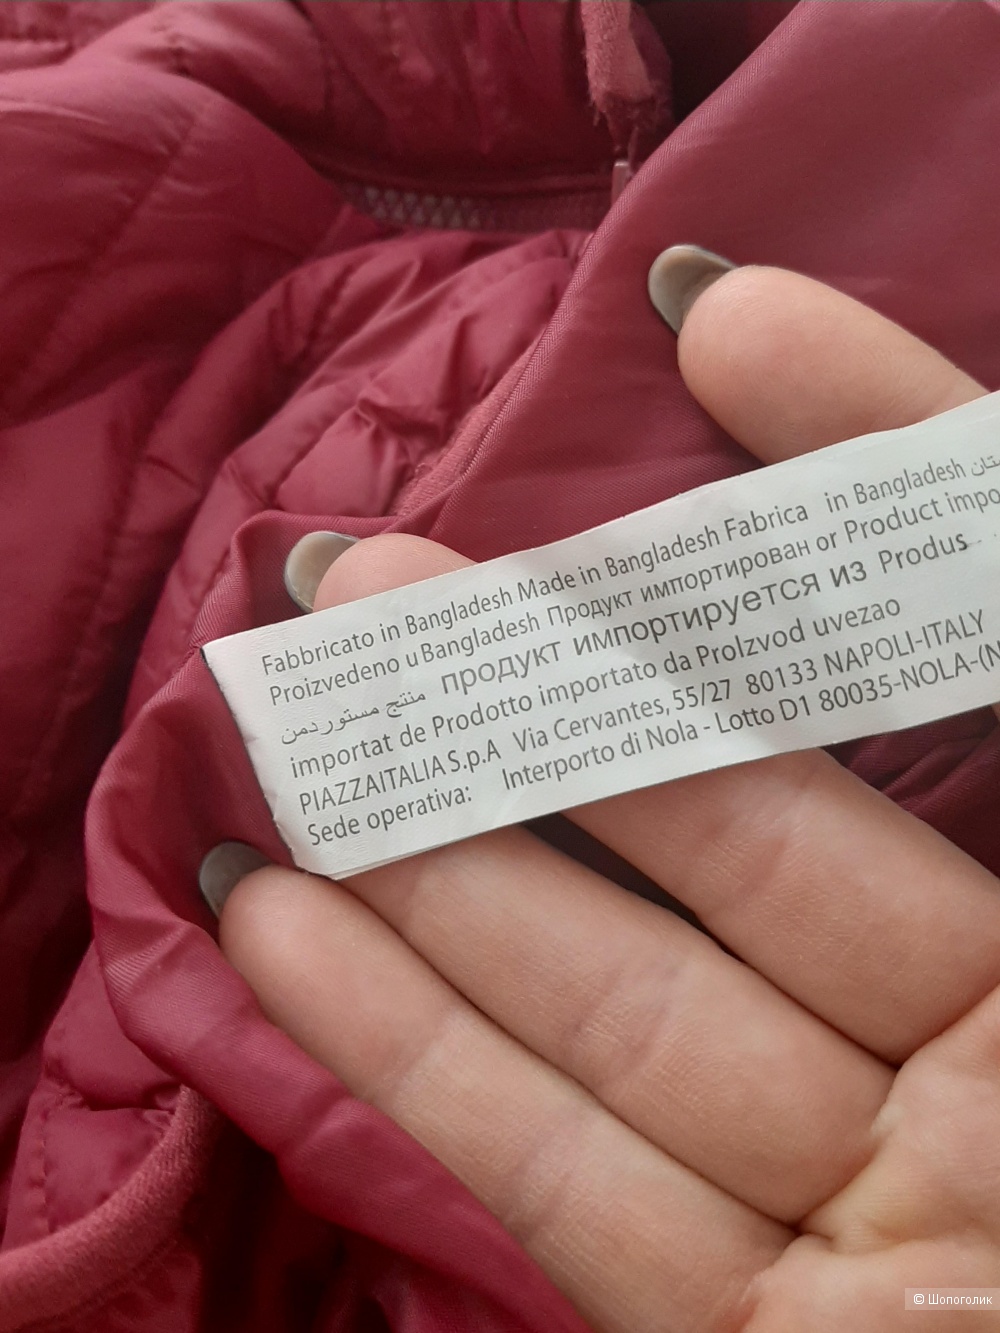 Fabbricato in Bangladesh Made in Bangladesh Fabrica in Bangladesh
Proizvedeno u Bangladesh Продукт импортирован or Product impo
منتج مستوردمن продукт импортируется из Produs
importat de Prodotto importato da ProIzvod uvezao
PIAZZAITALIA S.p.A Via Cervantes, 55/27 80133 NAPOLI-ITALY
Sede operativa: Interporto di Nola - Lotto D1 80035-NOLA-(N
© Шопоголик